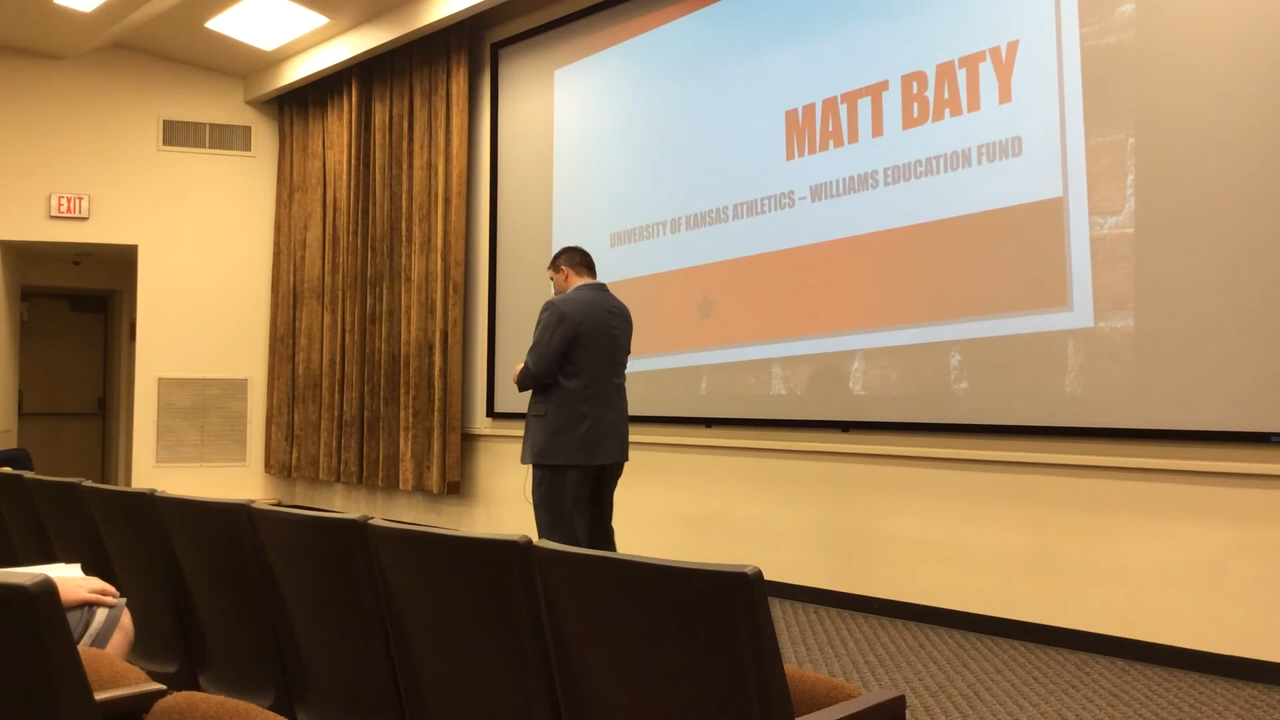 EXIT
MATT BATY
UNIVERSITY OF KANSAS ATHLETICS – WILLIAMS EDUCATION FUND